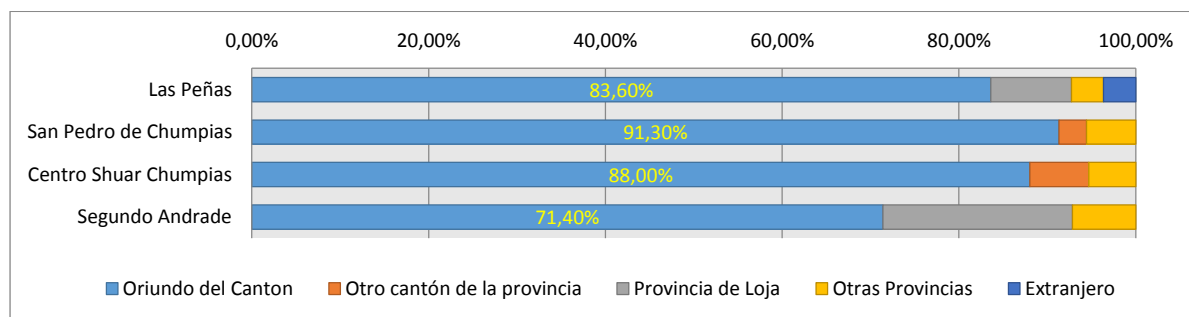 0,00% 20,00% 40,00% 60,00% 80,00% 100,00%
Las Peñas 83,60%
San Pedro de Chumpias 91,30%
Centro Shuar Chumpias 88,00%
Segundo Andrade 71,40%
Oriundo del Canton Otro cantón de la provincia Provincia de Loja Otras Provincias Extranjero